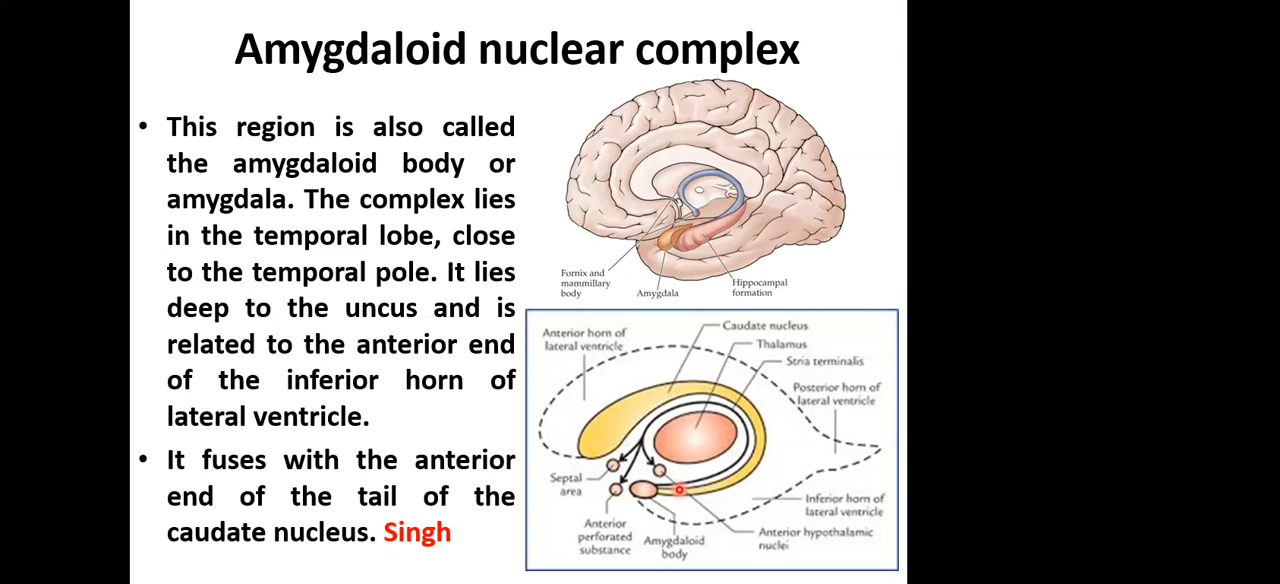 Amygdaloid nuclear complex
• This region is also called
the amygdaloid body or
amygdala. The complex lies
in the temporal lobe, close
to the temporal pole. It lies
deep to the uncus and is
related to the anterior end
of the inferior horn of
lateral ventricle.
• It fuses with the anterior
end of the tail of the
caudate nucleus. Singh
Fornix and
mammillary
body
Amygdala
Hippocampal
formation
Anterior horn of
lateral ventricle
Caudate nucleus
Thalamus
Stria terminalis
Posterior horn of
lateral ventricle
Septal
area
Anterior
perforated
substance
Amygdaloid
body
Inferior horn of
lateral ventricle
Anterior hypothalamic
nuclei